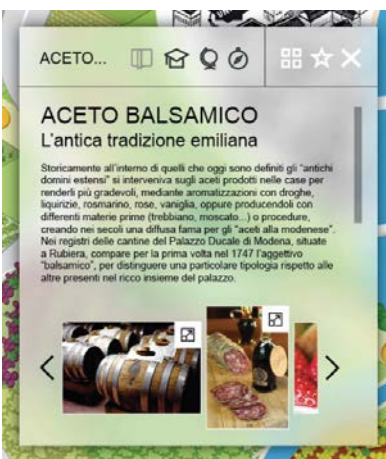 ACETO...
ACETO BALSAMICO
L'antica tradizione emiliana
Storicamente all'interno di quelli che oggi sono definiti gli "antichi
domini estensi" si interveniva sugli aceti prodotti nelle case per
renderli più gradevoli, mediante aromatizzazioni con droghe,
liquirizie, rosmarino, rose, vaniglia, oppure producendoli con
differenti materie prime (trebbiano, moscato...) o procedure,
creando nei secoli una diffusa fama per gli "aceti alla modenese".
Nei registri delle cantine del Palazzo Ducale di Modena, situate
a Rubiera, compare per la prima volta nel 1747 l'aggettivo
"balsamico", per distinguere una particolare tipologia rispetto alle
altre presenti nel ricco insieme del palazzo.